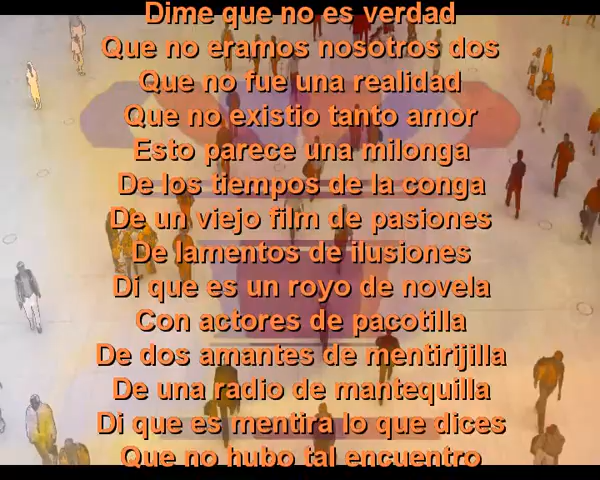 Dime que no es verdad
Que no eramos nosotros dos
Que no fue una realidad
Que no existio tanto amor
Esto parece una milonga
De los tiempos de la conga
De un viejo film de pasiones
De lamentos de ilusiones
Di que es un royo de novela
Con actores de pacotilla
De dos amantes de mentirijilla
De una radio de mantequilla
Di que es mentira lo que dices
Que no hubo tal encuentro